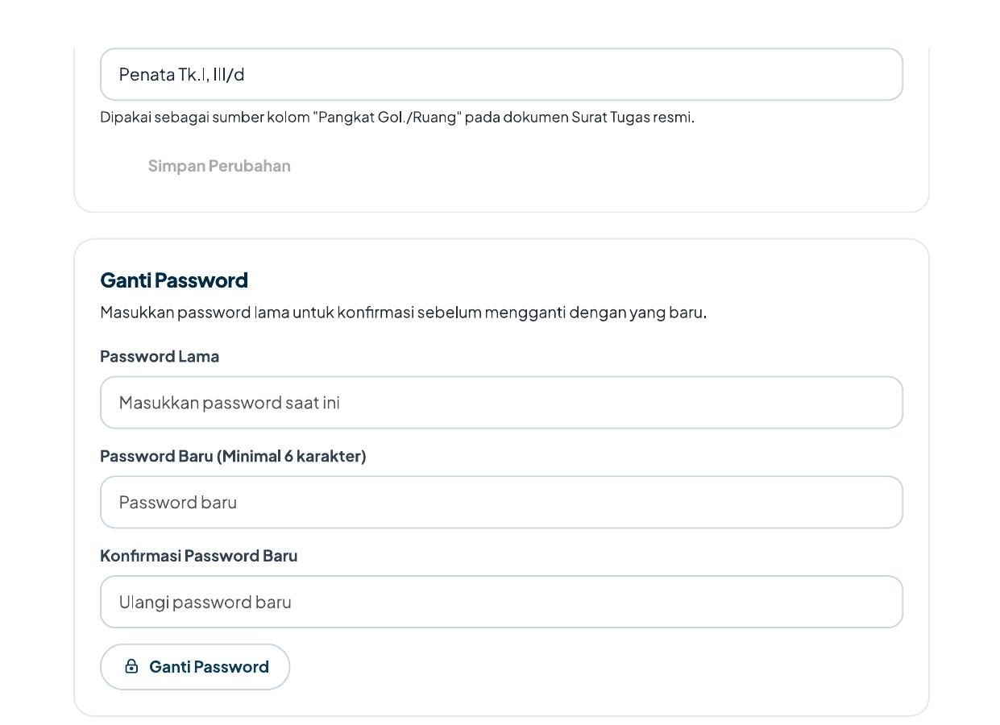 Penata Tk.I, III/d
Dipakai sebagai sumber kolom "Pangkat Gol./Ruang" pada dokumen Surat Tugas resmi.
Simpan Perubahan
Ganti Password
Masukkan password lama untuk konfirmasi sebelum mengganti dengan yang baru.
Password Lama
Masukkan password saat ini
Password Baru (Minimal 6 karakter)
Password baru
Konfirmasi Password Baru
Ulangi password baru
Ganti Password